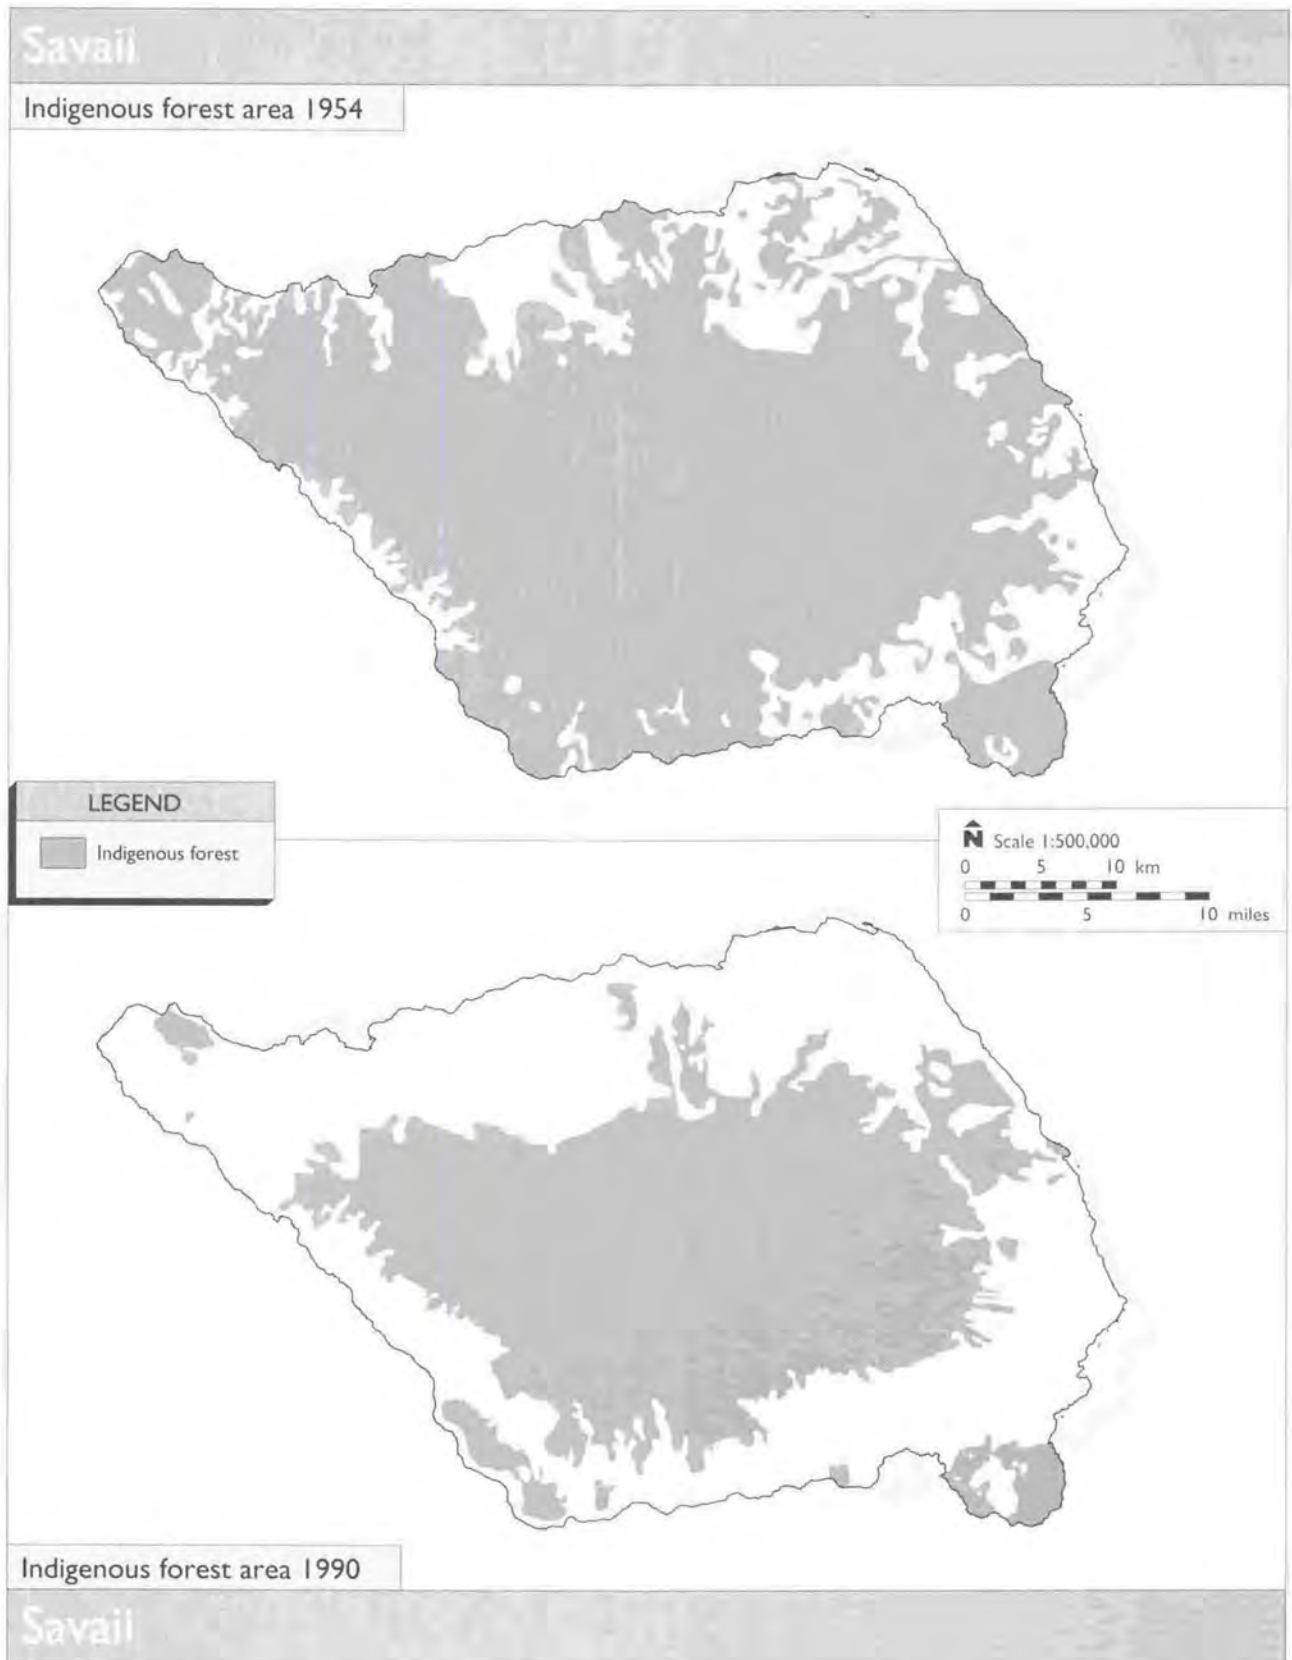 Savaii
Indigenous forest area 1954
LEGEND
Indigenous forest
N Scale 1:500,000
0 5 10 km
0 5 10 miles
Indigenous forest area 1990
Savaii